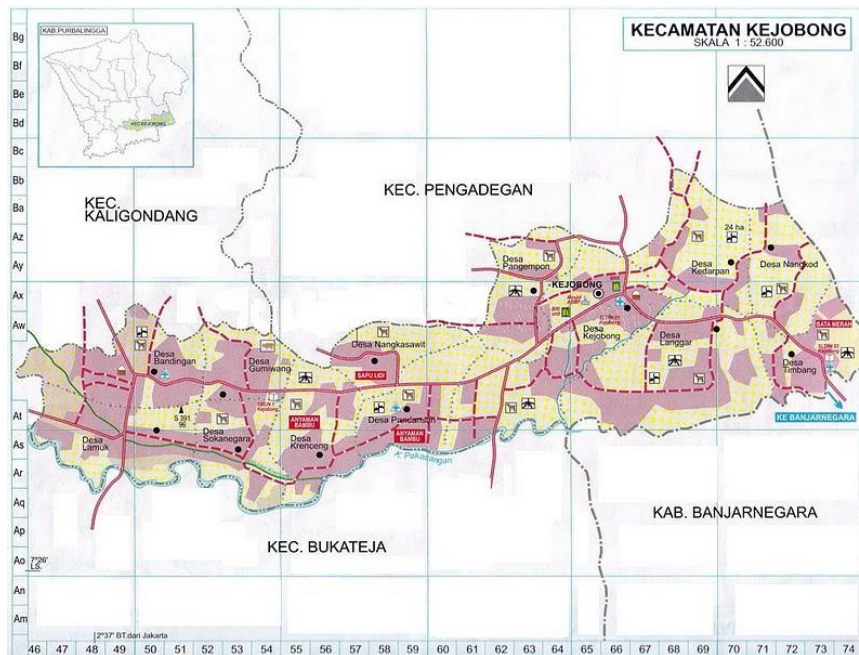 KECAMATAN KEJOBONG
SKALA 1 : 52.600
KAB. PURBALINGGA
KEC. KEJOBONG
KEC.
KALIGONDANG
KEC. PENGADEGAN
KEC. BUKATEJA
KAB. BANJARNEGARA
24 ha
Desa
Pangempon
Desa
Kedarpan
Desa Nangkod
KEJOBONG
Desa
Kejobong
Desa
Langgar
Desa
Timbang
BATA MERAH
KE BANJARNEGARA
Desa Nangkasawit
SAPU LIDI
Desa
Bandingan
Desa
Gumiwang
Desa
Lamuk
S 391
96
Desa
Sokanegara
ANYAMAN
BAMBU
Desa
Krenceng
Desa Pandansari
ANYAMAN
BAMBU
A. Pekacangan
Bg
Bf
Be
Bd
Bc
Bb
Ba
Az
Ay
Ax
Aw
At
As
Ar
Aq
Ap
Ao
An
Am
7°26'
LS.
2°37' BT.dari Jakarta
46 47 48 49 50 51 52 53 54 55 56 57 58 59 60 61 62 63 64 65 66 67 68 69 70 71 72 73 74